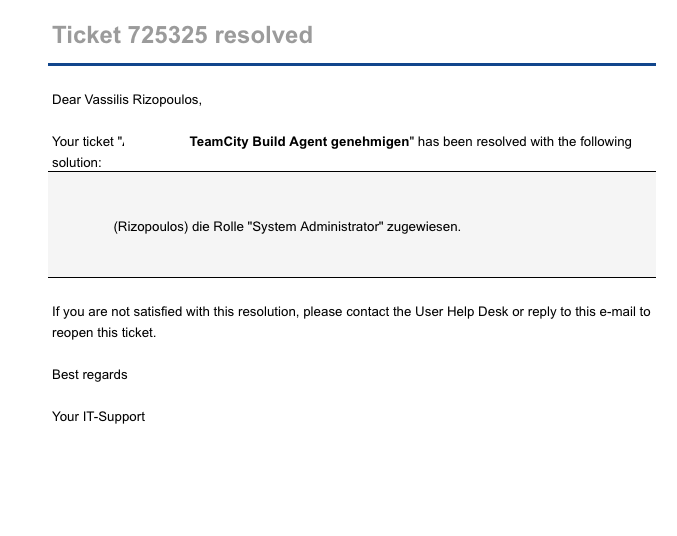 Ticket 725325 resolved
Dear Vassilis Rizopoulos,
Your ticket " TeamCity Build Agent genehmigen" has been resolved with the following
solution:
(Rizopoulos) die Rolle "System Administrator" zugewiesen.
If you are not satisfied with this resolution, please contact the User Help Desk or reply to this e-mail to
reopen this ticket.
Best regards
Your IT-Support